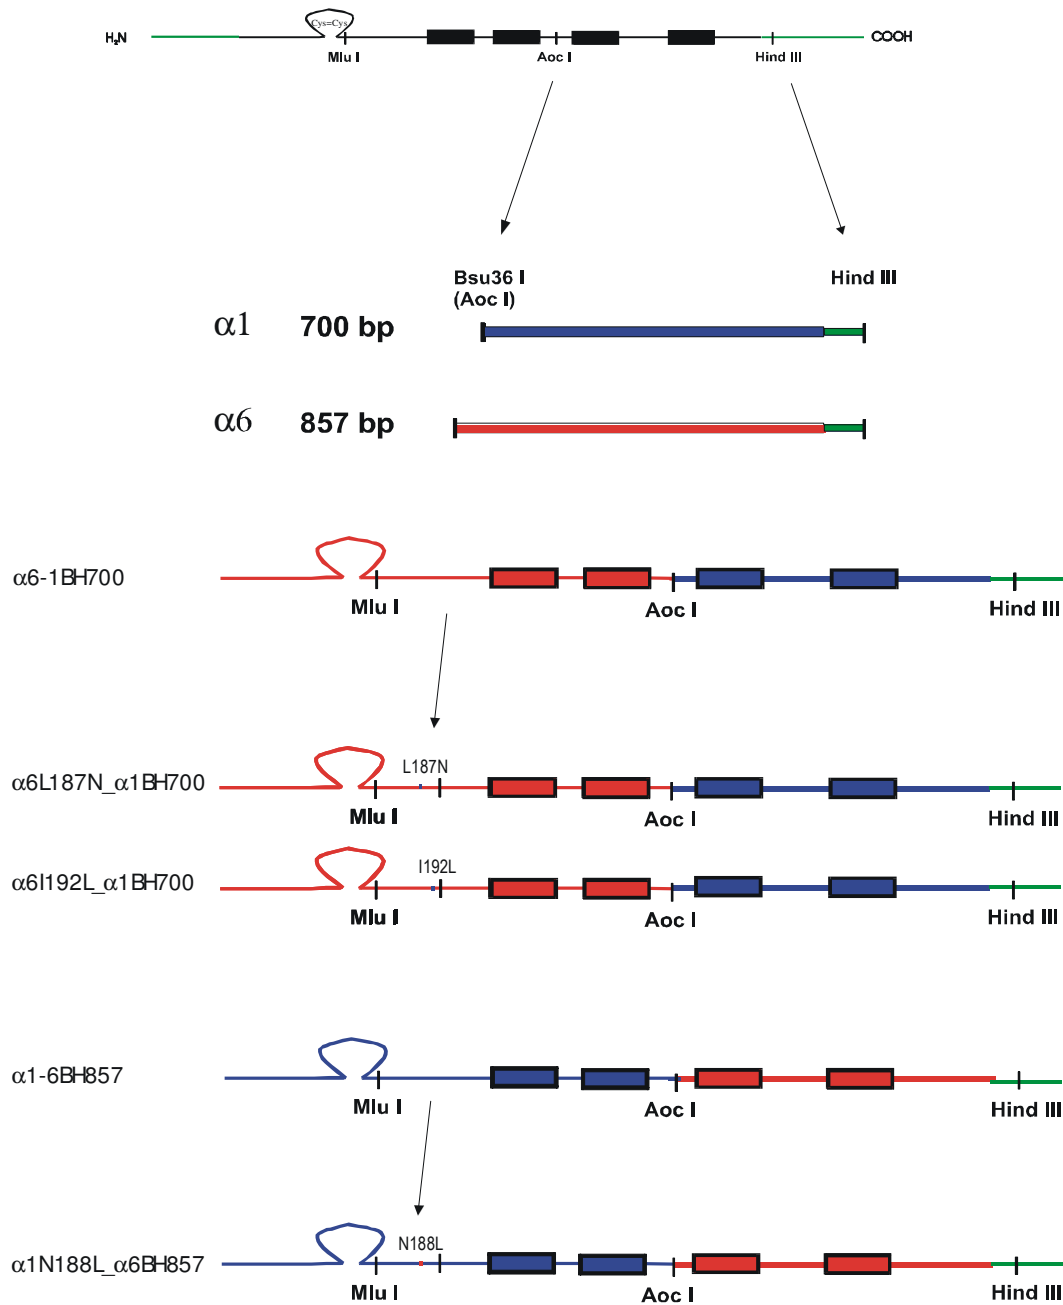 Cys=Cys
H2N
COOH
Mlu I
Aoc I
Hind III
Bsu36 I
(Aoc I)
Hind III
α1 700 bp
α6 857 bp
α6-1BH700
Mlu I
Aoc I
Hind III
α6L187N_α1BH700
L187N
Mlu I
Aoc I
Hind III
α6I192L_α1BH700
I192L
Mlu I
Aoc I
Hind III
α1-6BH857
Mlu I
Aoc I
Hind III
α1N188L_α6BH857
N188L
Mlu I
Aoc I
Hind III